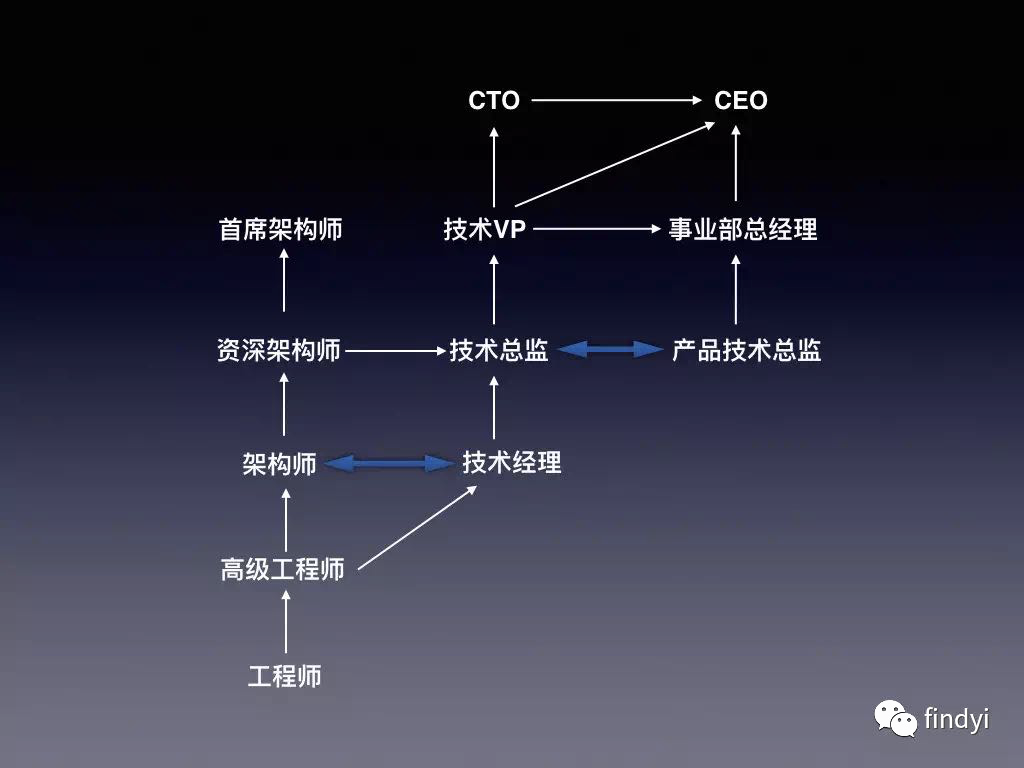 CTO
CEO
首席架构师
技术VP
事业部总经理
资深架构师
技术总监
产品技术总监
架构师
技术经理
高级工程师
工程师
findyi